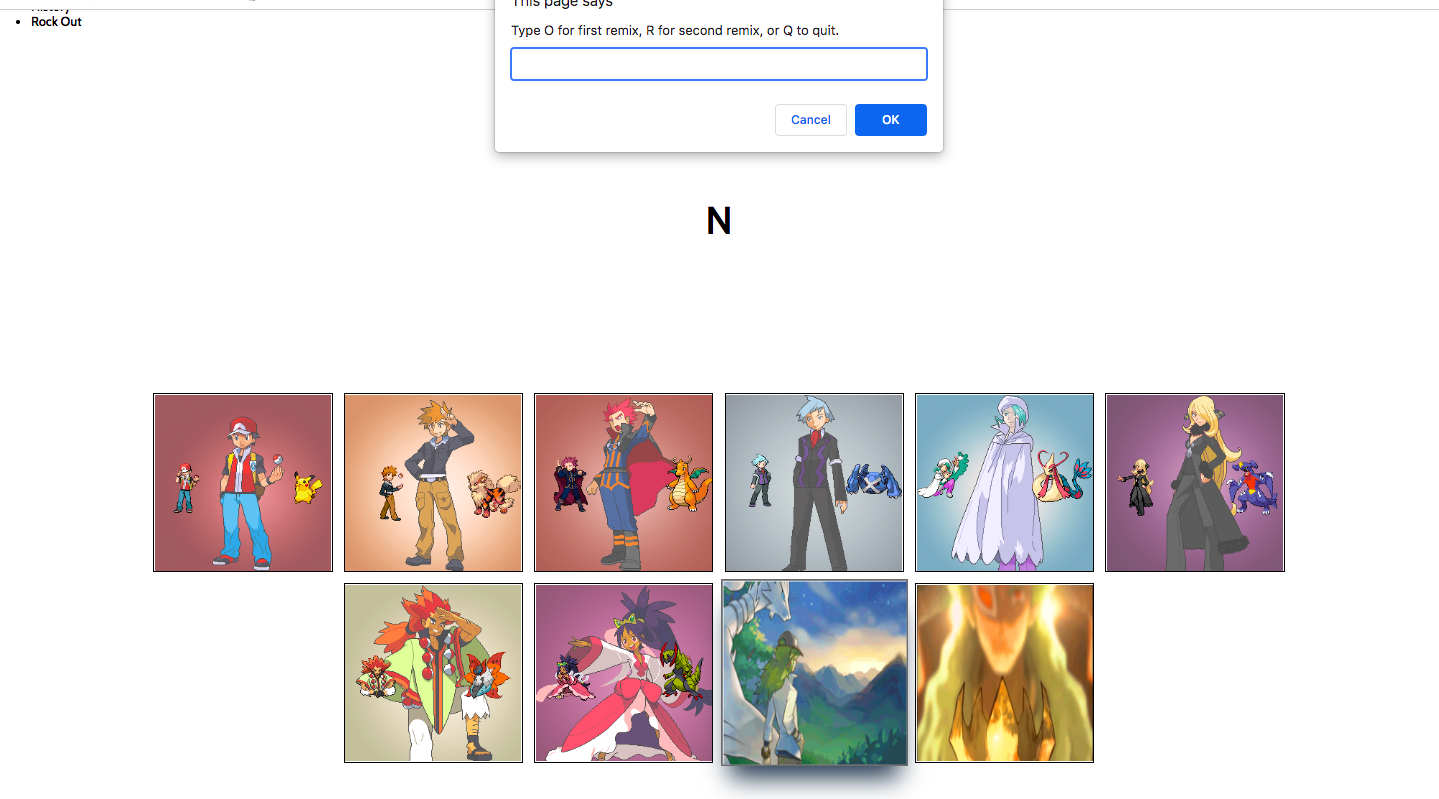 This page says
Type O for first remix, R for second remix, or Q to quit.
Cancel
OK
History
Rock Out
N